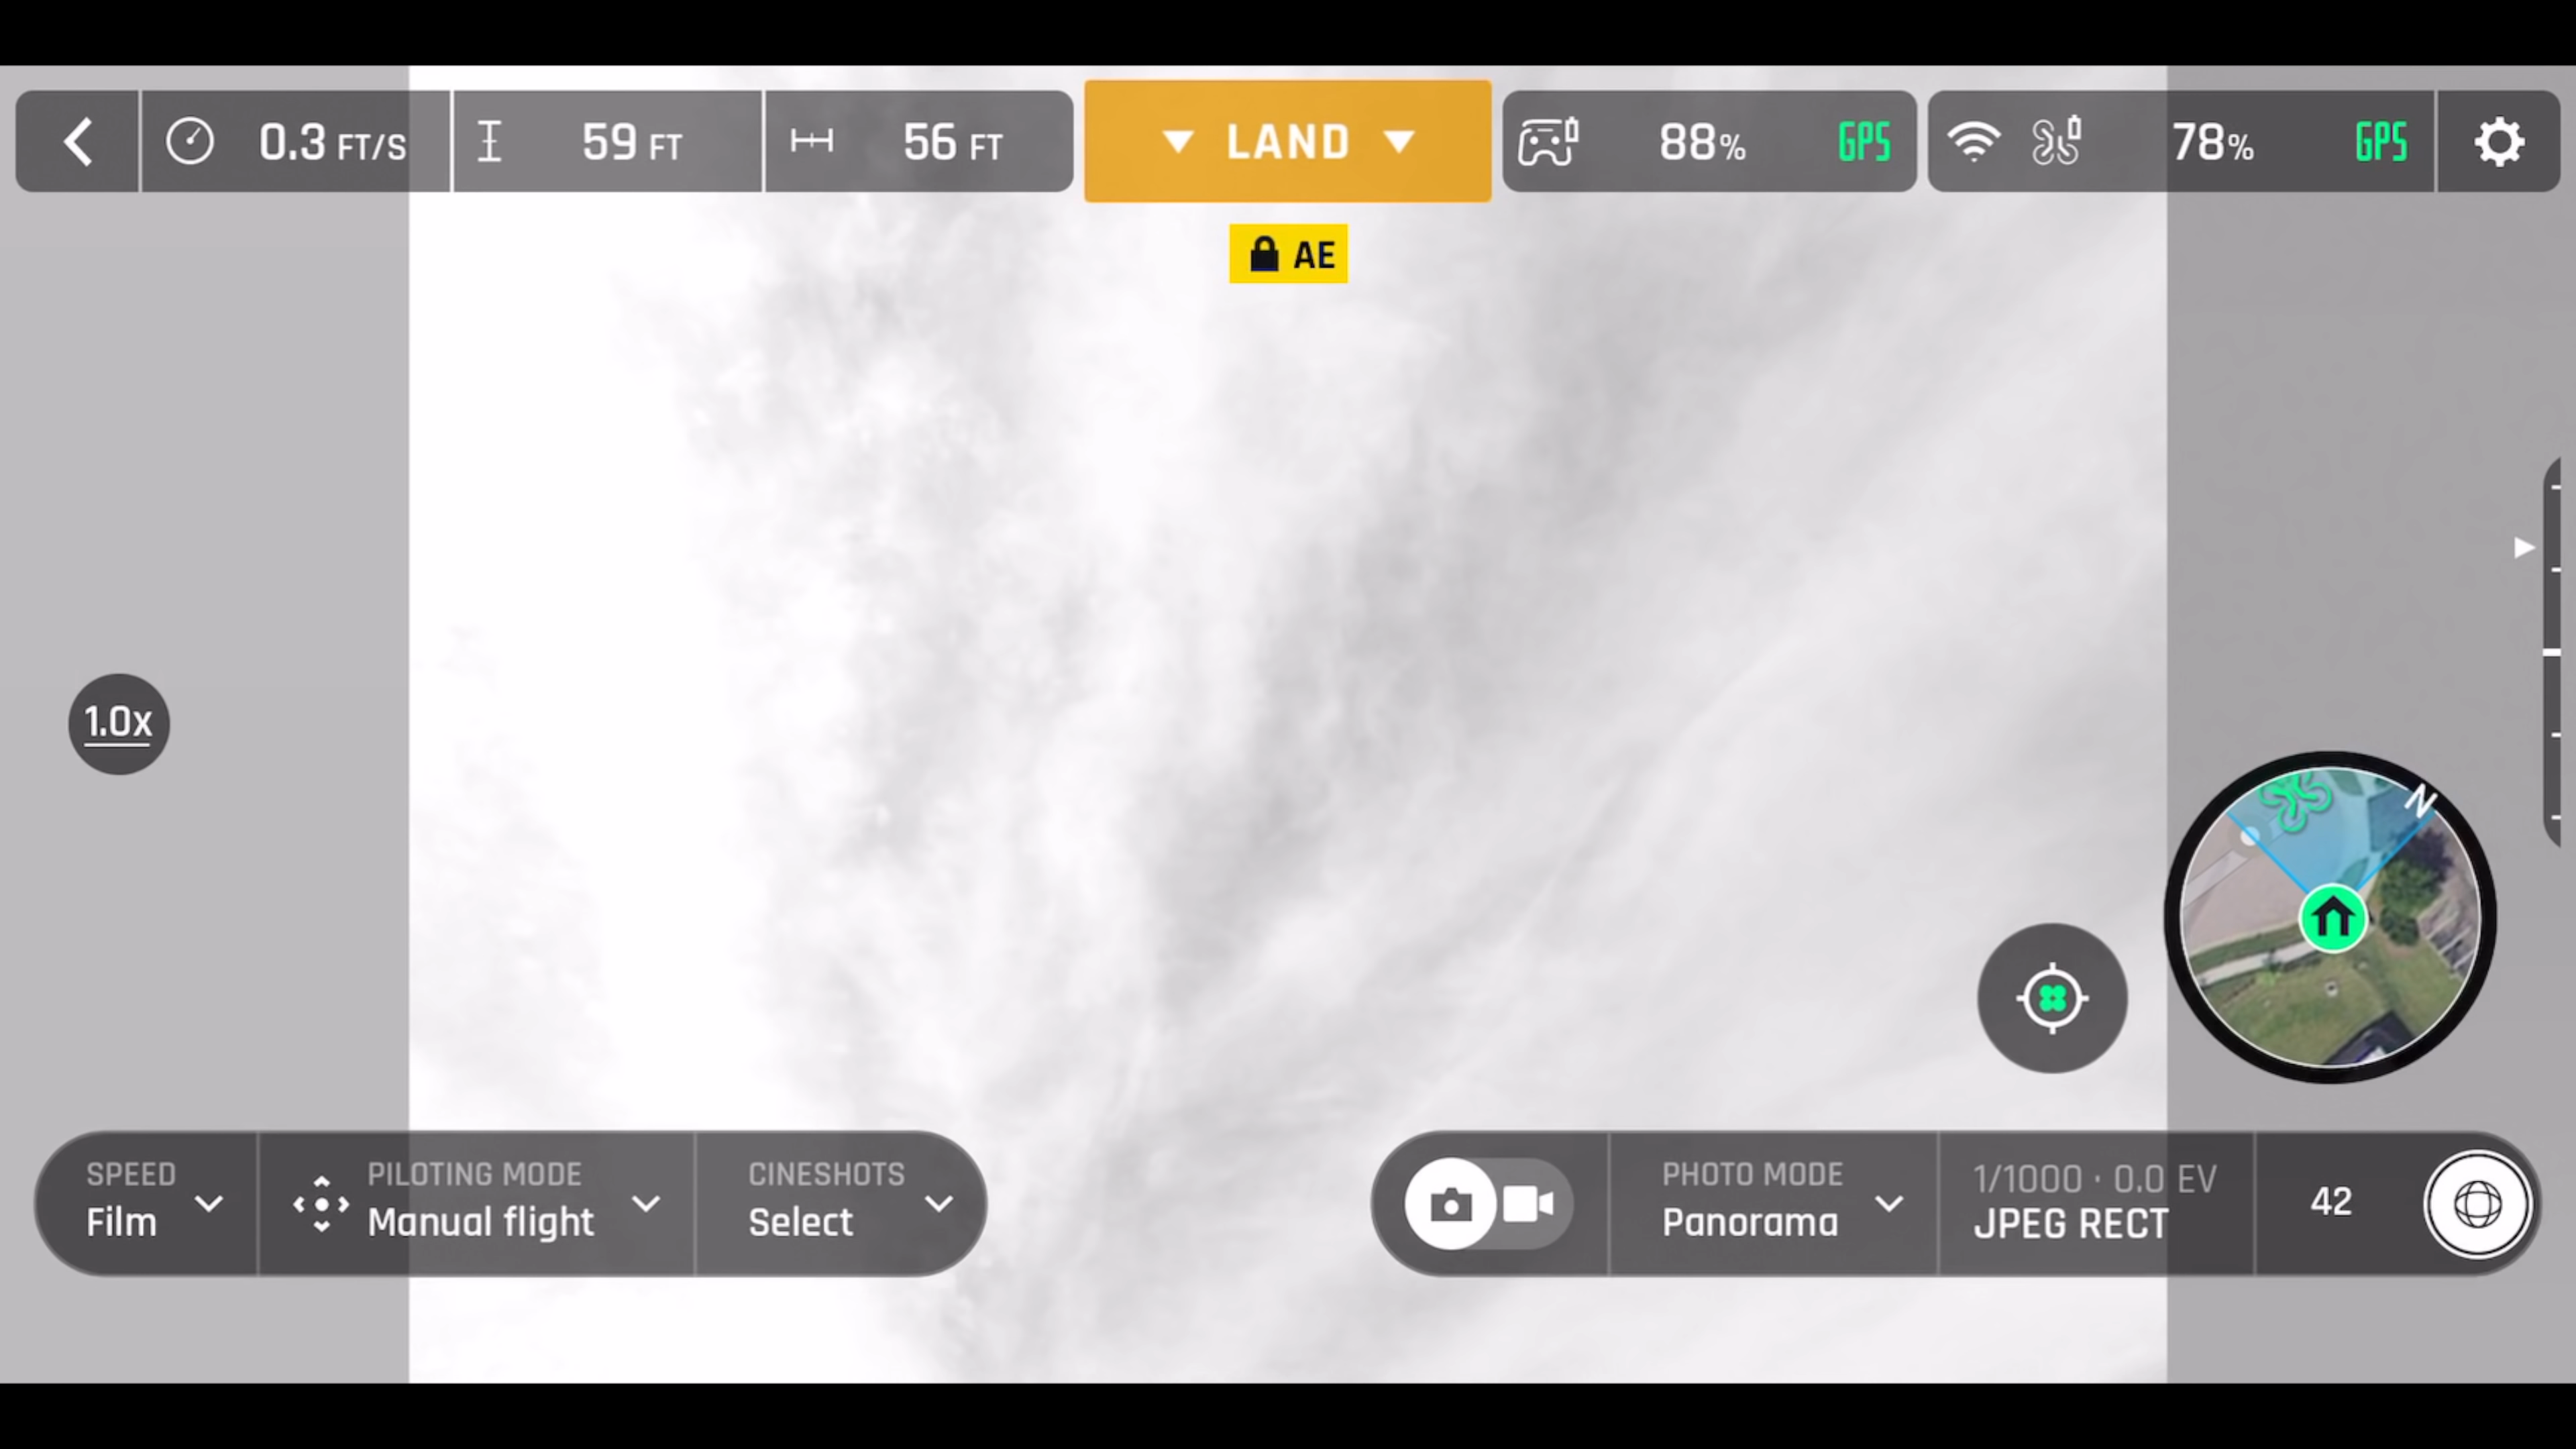 0.3 FT/S
59 FT
56 FT
LAND
88%
GPS
78%
GPS
AE
1.0x
N
SPEED
Film
PILOTING MODE
Manual flight
CINESHOTS
Select
PHOTO MODE
Panorama
1/1000 · 0.0 EV
JPEG RECT
42